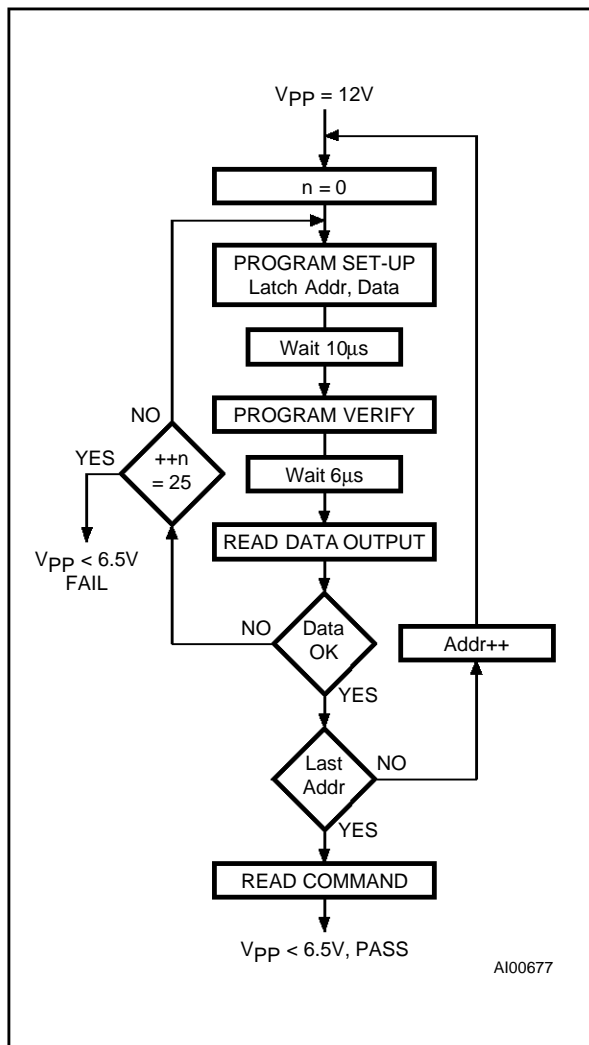 VPP = 12V
n = 0
PROGRAM SET-UP
Latch Addr, Data
Wait 10µs
NO
PROGRAM VERIFY
YES
++n
= 25
Wait 6µs
VPP < 6.5V
FAIL
READ DATA OUTPUT
NO
Data
OK
Addr++
YES
Last
Addr
NO
YES
READ COMMAND
VPP < 6.5V, PASS
AI00677